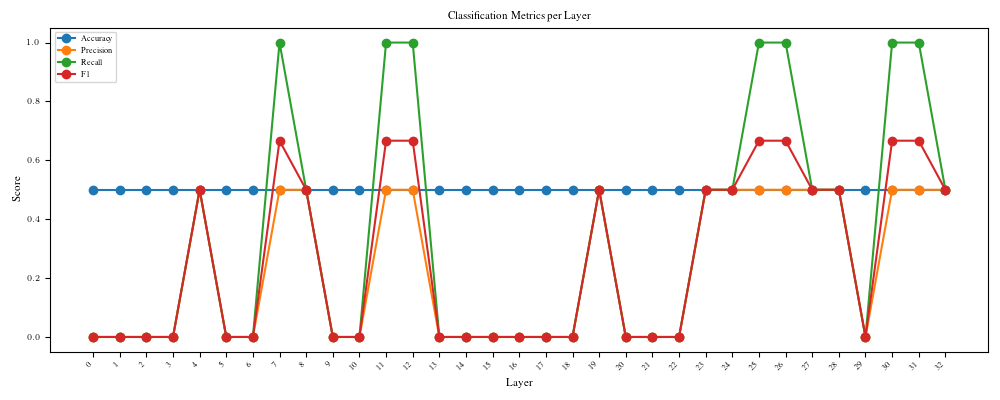 Classification Metrics per Layer
Accuracy
Precision
Recall
F1
Score
1.0
0.8
0.6
0.4
0.2
0.0
0 1 2 3 4 5 6 7 8 9 10 11 12 13 14 15 16 17 18 19 20 21 22 23 24 25 26 27 28 29 30 31 32
Layer